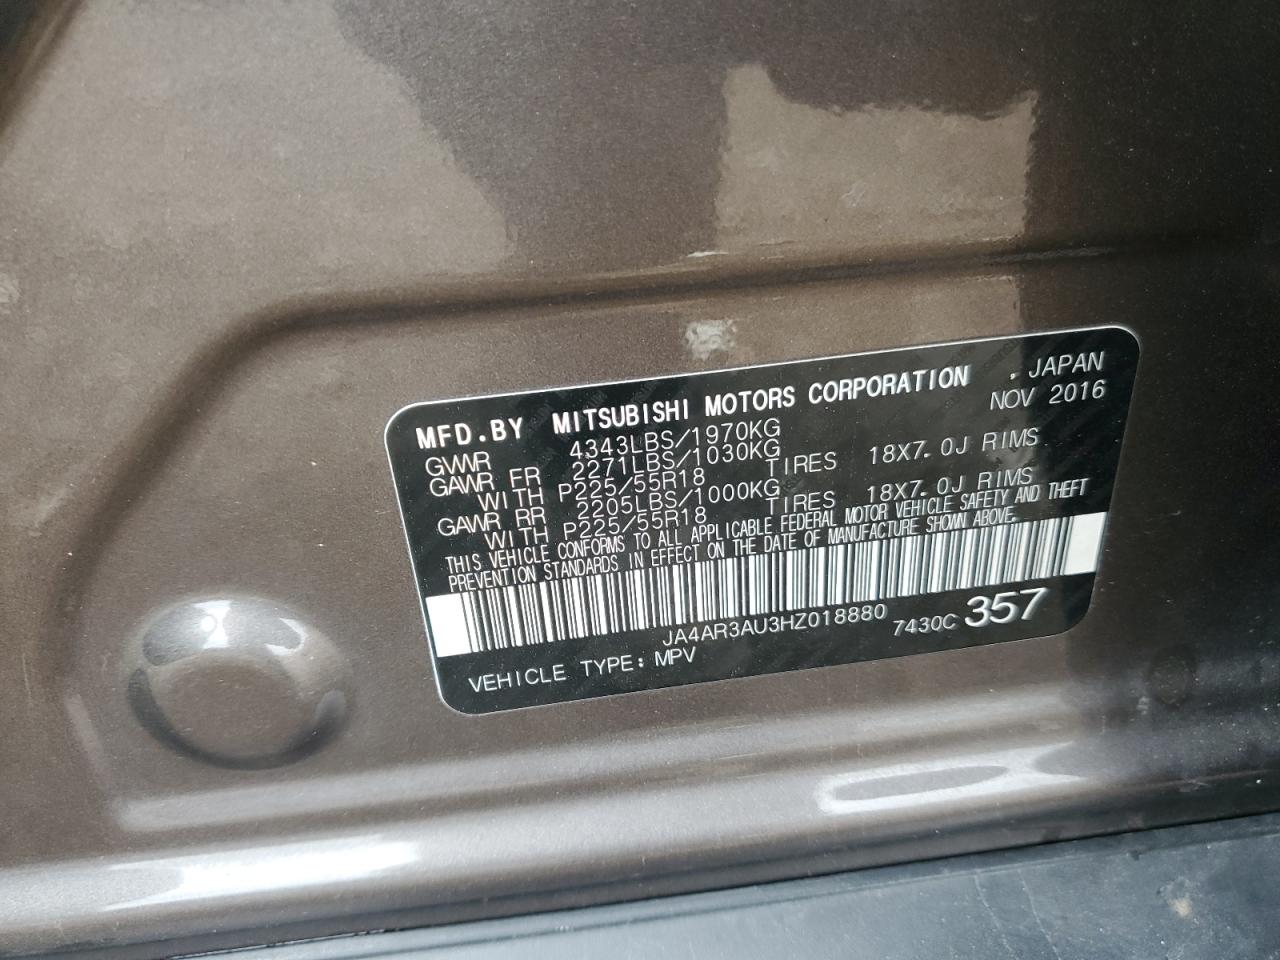 MFD.BY MITSUBISHI MOTORS CORPORATION , JAPAN
NOV 2016
GVWR 4343LBS/1970KG
GAWR FR 2271LBS/1030KG
WITH P225/55R18 TIRES 18X7.0J RIMS
GAWR RR 2205LBS/1000KG
WITH P225/55R18 TIRES 18X7.0J RIMS
THIS VEHICLE CONFORMS TO ALL APPLICABLE FEDERAL MOTOR VEHICLE SAFETY AND THEFT
PREVENTION STANDARDS IN EFFECT ON THE DATE OF MANUFACTURE SHOWN ABOVE.
JA4AR3AU3HZ018880 7430C 357
VEHICLE TYPE: MPV